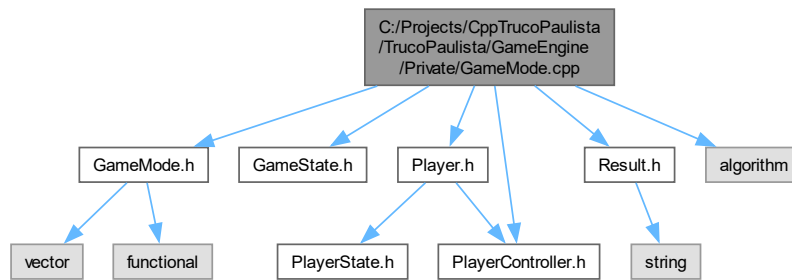 C:/Projects/CppTrucoPaulista
/TrucoPaulista/GameEngine
/Private/GameMode.cpp
GameMode.h
GameState.h
Player.h
Result.h
algorithm
vector
functional
PlayerState.h
PlayerController.h
string